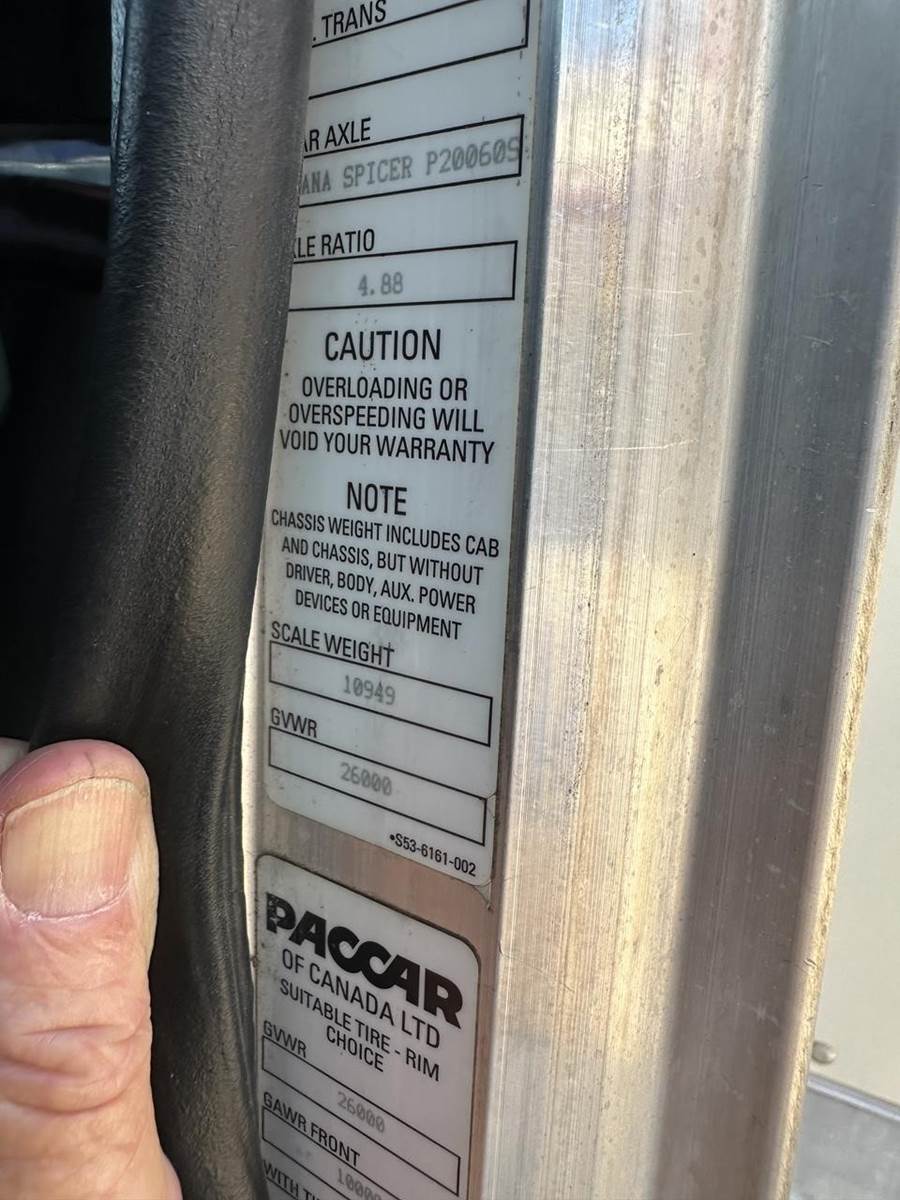 . TRANS
AR AXLE
ANA SPICER P20060S
LE RATIO
4.88
CAUTION
OVERLOADING OR
OVERSPEEDING WILL
VOID YOUR WARRANTY
NOTE
CHASSIS WEIGHT INCLUDES CAB
AND CHASSIS, BUT WITHOUT
DRIVER, BODY, AUX. POWER
DEVICES OR EQUIPMENT
SCALE WEIGHT
10949
GVWR
26000
•S53-6161-002
PACCAR
OF CANADA LTD
SUITABLE TIRE - RIM
CHOICE
GVWR
26000
GAWR FRONT
10000
WITH